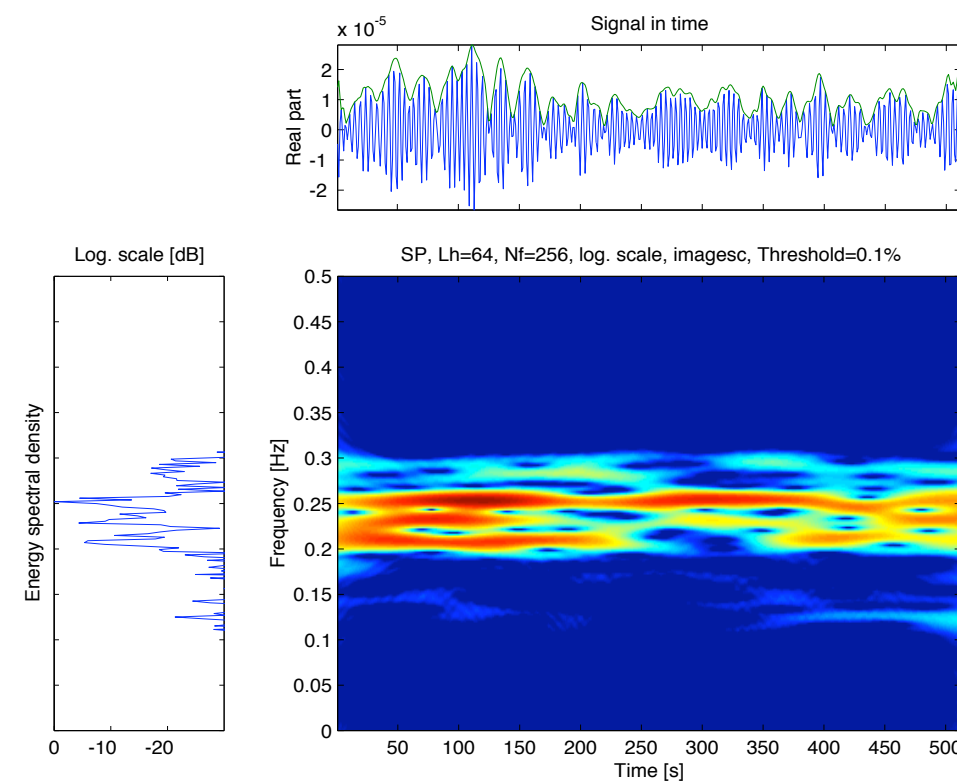 x 10^-5
Signal in time
Real part
2
1
0
-1
-2
Log. scale [dB]
Energy spectral density
0 -10 -20
SP, Lh=64, Nf=256, log. scale, imagesc, Threshold=0.1%
Frequency [Hz]
0.5
0.45
0.4
0.35
0.3
0.25
0.2
0.15
0.1
0.05
0
50 100 150 200 250 300 350 400 450 500
Time [s]